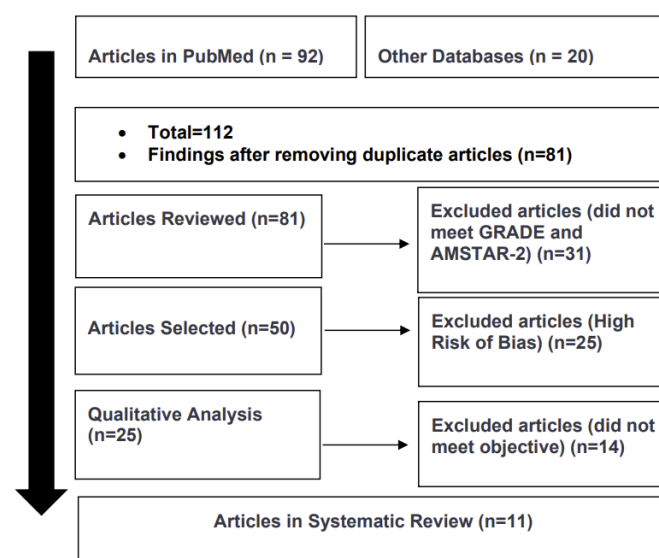 Articles in PubMed (n = 92)
Other Databases (n = 20)
• Total=112
• Findings after removing duplicate articles (n=81)
Articles Reviewed (n=81)
Excluded articles (did not
meet GRADE and
AMSTAR-2) (n=31)
Articles Selected (n=50)
Excluded articles (High
Risk of Bias) (n=25)
Qualitative Analysis
(n=25)
Excluded articles (did not
meet objective) (n=14)
Articles in Systematic Review (n=11)